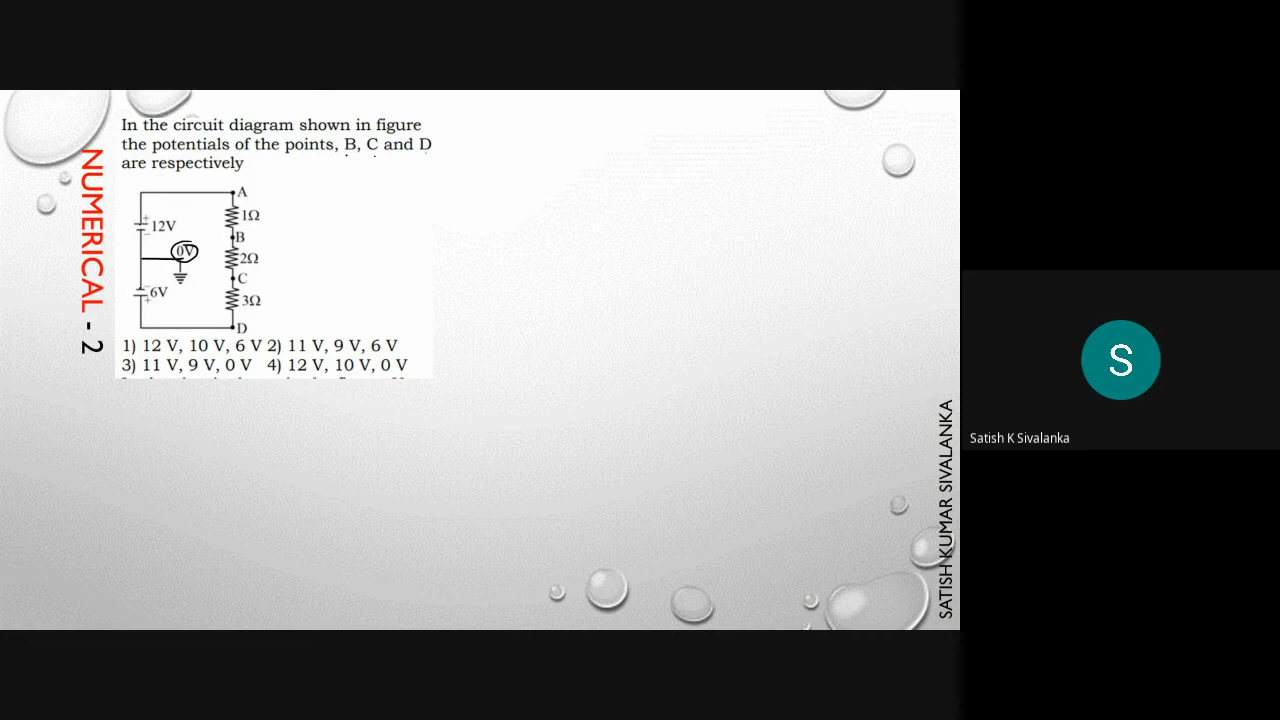 In the circuit diagram shown in figure
the potentials of the points, B, C and D
are respectively
A
1Ω
12V
B
0V
2Ω
C
6V
3Ω
D
1) 12 V, 10 V, 6 V 2) 11 V, 9 V, 6 V
3) 11 V, 9 V, 0 V 4) 12 V, 10 V, 0 V
NUMERICAL - 2
SATISH KUMAR SIVALANKA
S
Satish K Sivalanka